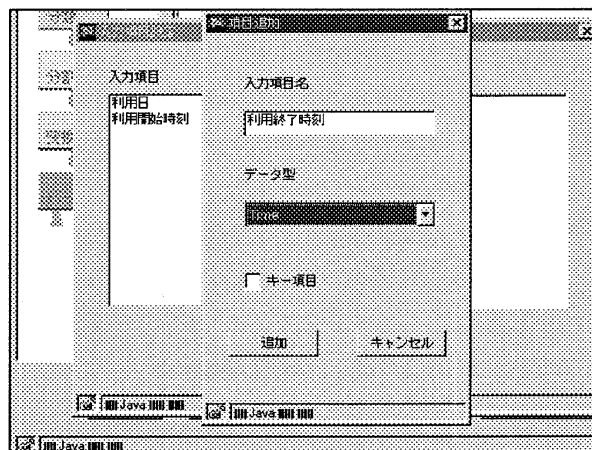 項目追加
入力項目
利用日
利用開始時刻
入力項目名
利用終了時刻
データ型
Time
キー項目
追加
キャンセル
Java
Java
Java